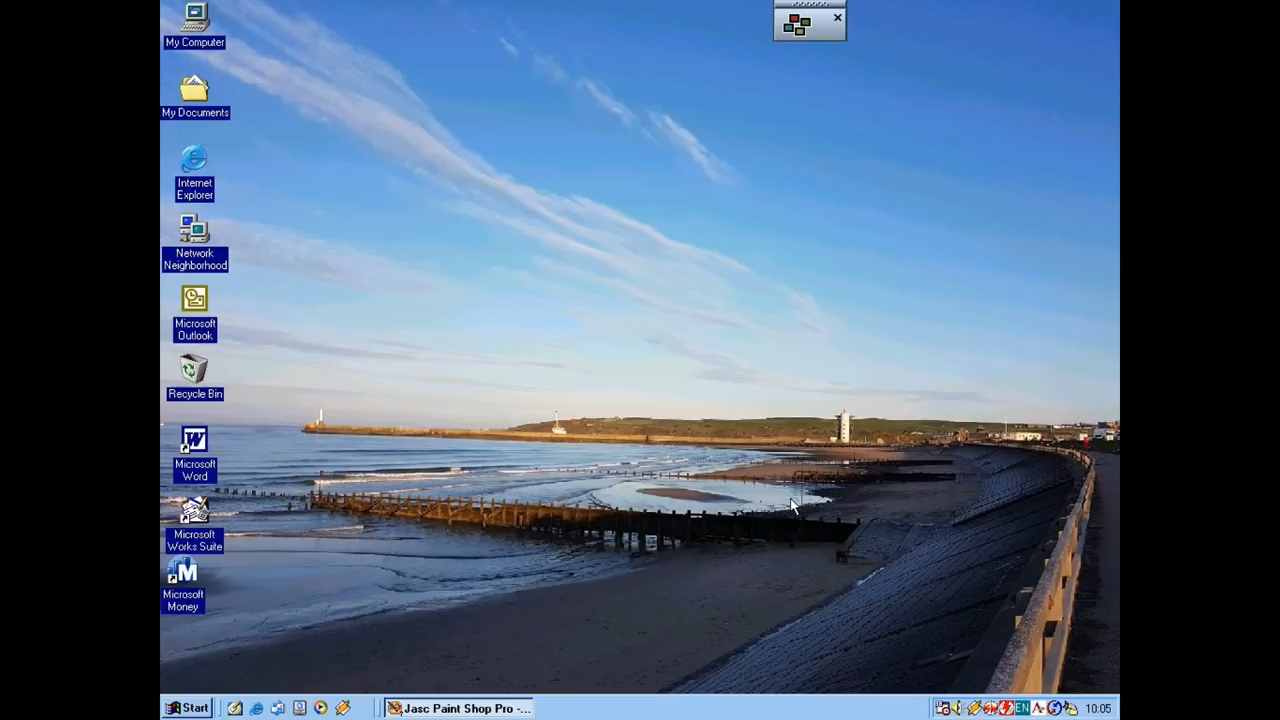 My Computer
My Documents
Internet
Explorer
Network
Neighborhood
Microsoft
Outlook
Recycle Bin
Microsoft
Word
Microsoft
Works Suite
Microsoft
Money
Start
Jasc Paint Shop Pro -...
EN
10:05